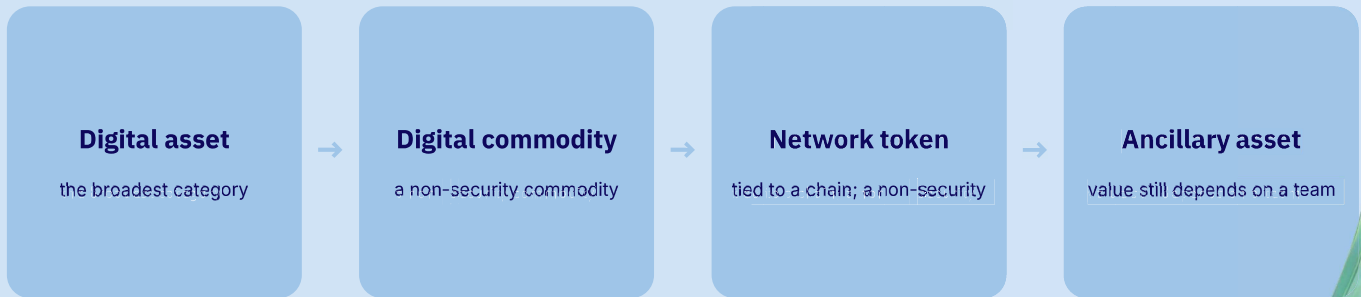 Digital asset
the broadest category
→
Digital commodity
a non-security commodity
→
Network token
tied to a chain; a non-security
→
Ancillary asset
value still depends on a team